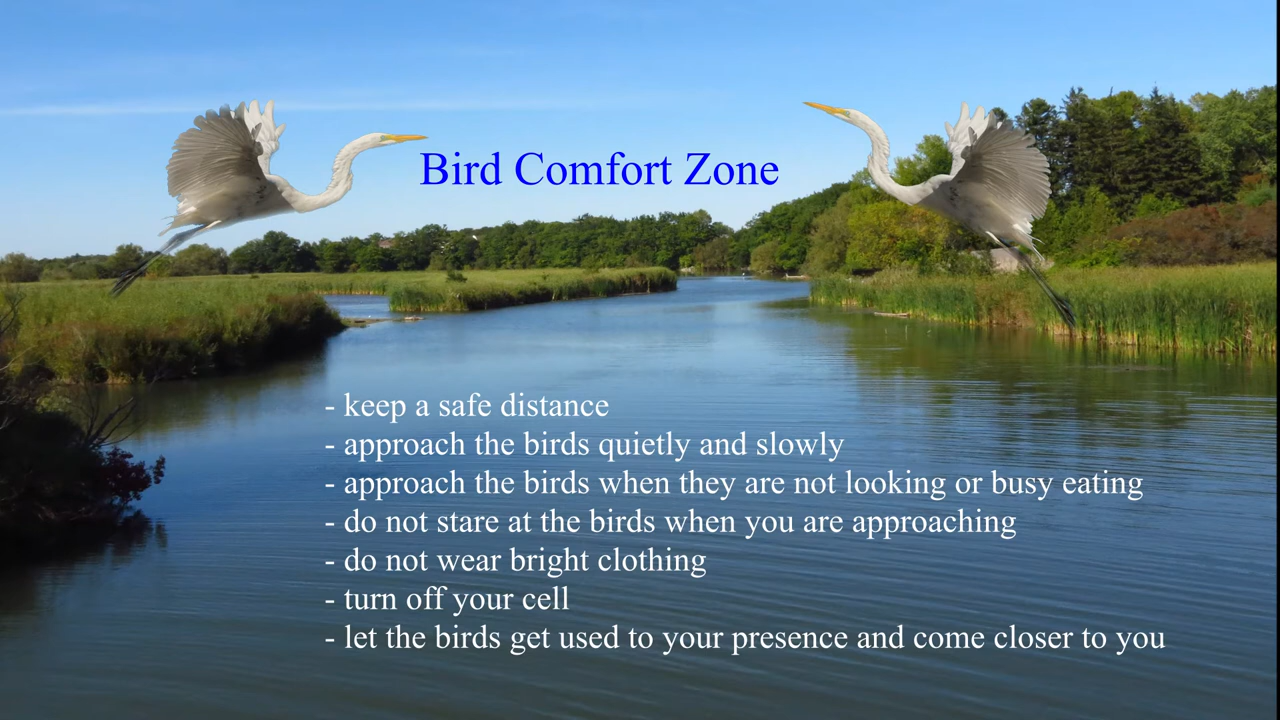 Bird Comfort Zone
- keep a safe distance
- approach the birds quietly and slowly
- approach the birds when they are not looking or busy eating
- do not stare at the birds when you are approaching
- do not wear bright clothing
- turn off your cell
- let the birds get used to your presence and come closer to you